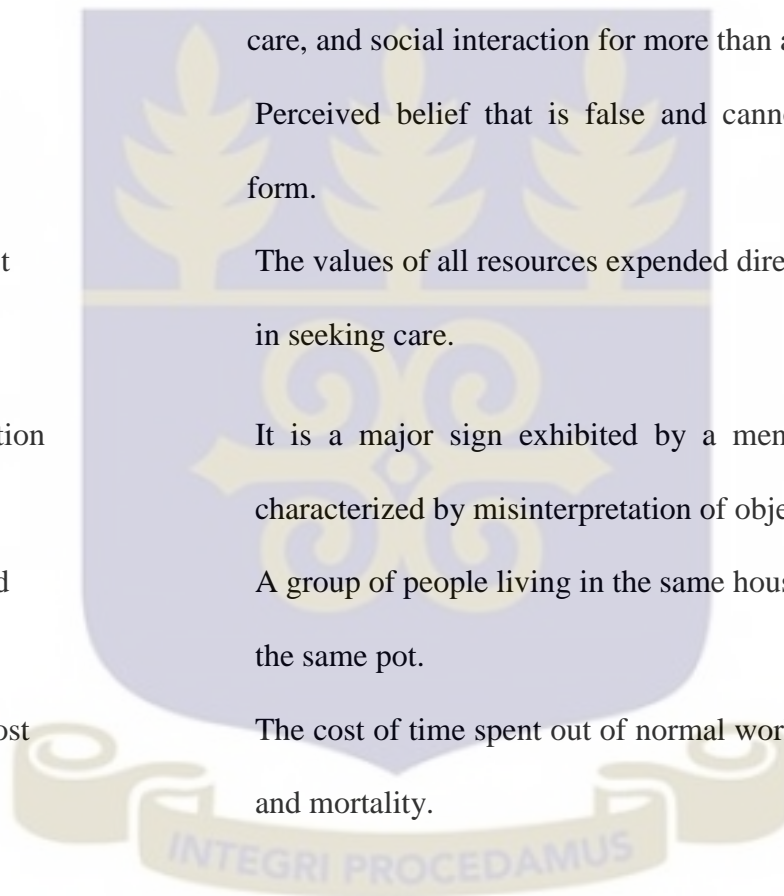 care, and social interaction for more than a
Perceived belief that is false and canno
form.
t The values of all resources expended dire
in seeking care.
tion It is a major sign exhibited by a men
characterized by misinterpretation of obje
d A group of people living in the same hous
the same pot.
ost The cost of time spent out of normal wor
and mortality.
INTEGRI PROCEDAMUS